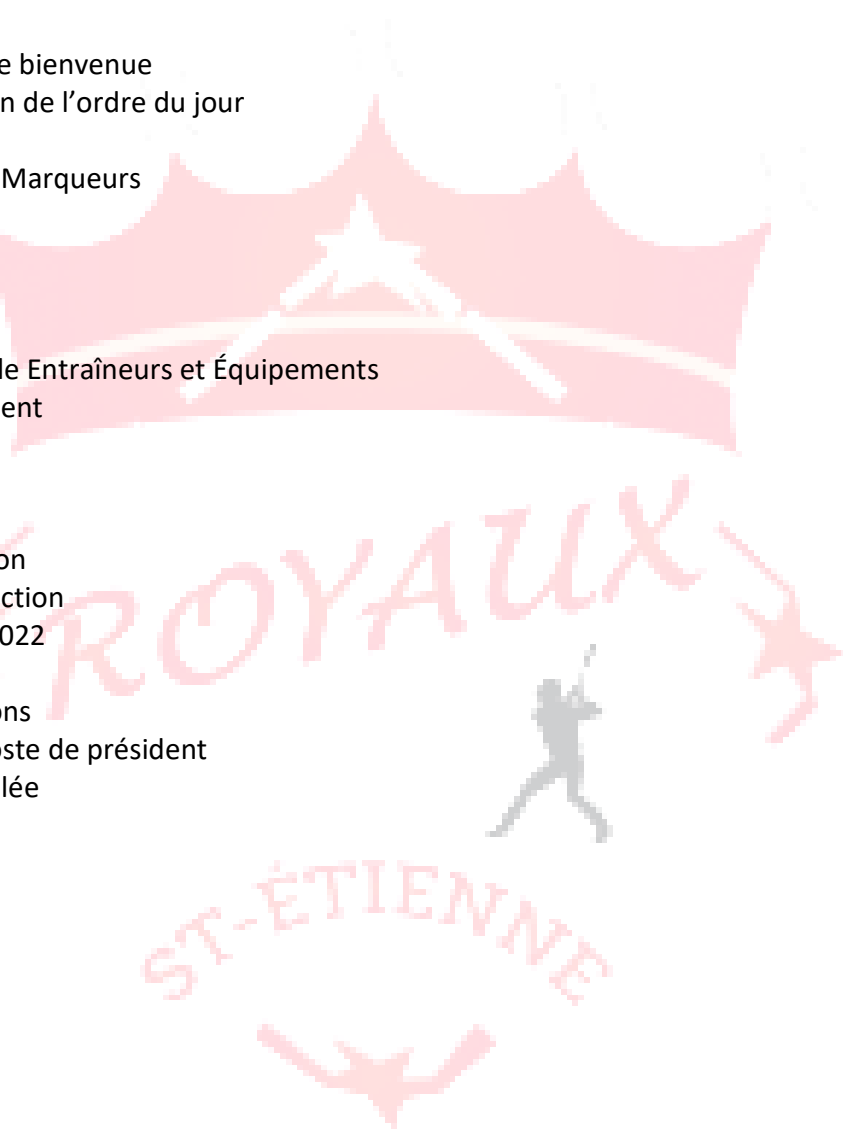 e bienvenue
n de l'ordre du jour
Marqueurs
de Entraîneurs et Équipements
ent
on
ction
022
ons
oste de président
lée
ROYAUX
ST-ÉTIENNE